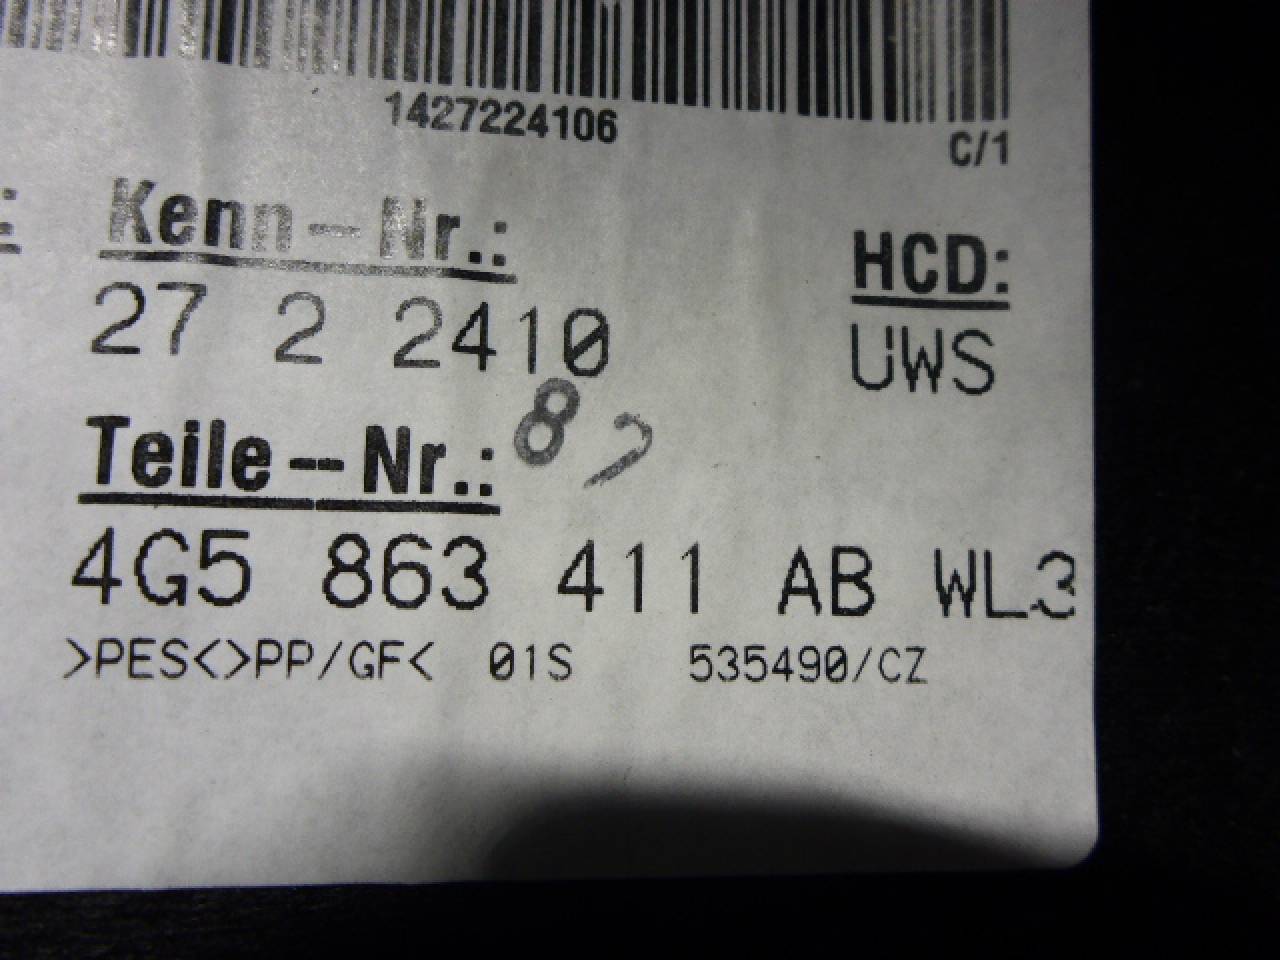 1427224106
C/1
Kenn-Nr.:
HCD:
27 2 2410
UWS
Teile-Nr.:
8
4G5 863 411 AB WL3
>PES<>PP/GF< 01S 535490/CZ